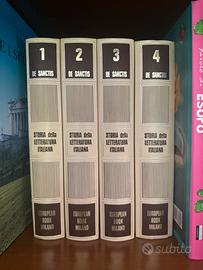 1
DE SANCTIS
STORIA della
LETTERATURA
ITALIANA
EUROPEAN
BOOK
MILANO
2
DE SANCTIS
STORIA della
LETTERATURA
ITALIANA
EUROPEAN
BOOK
MILANO
3
DE SANCTIS
STORIA della
LETTERATURA
ITALIANA
EUROPEAN
BOOK
MILANO
4
DE SANCTIS
STORIA della
LETTERATURA
ITALIANA
EUROPEAN
BOOK
MILANO
ESOPO
subito